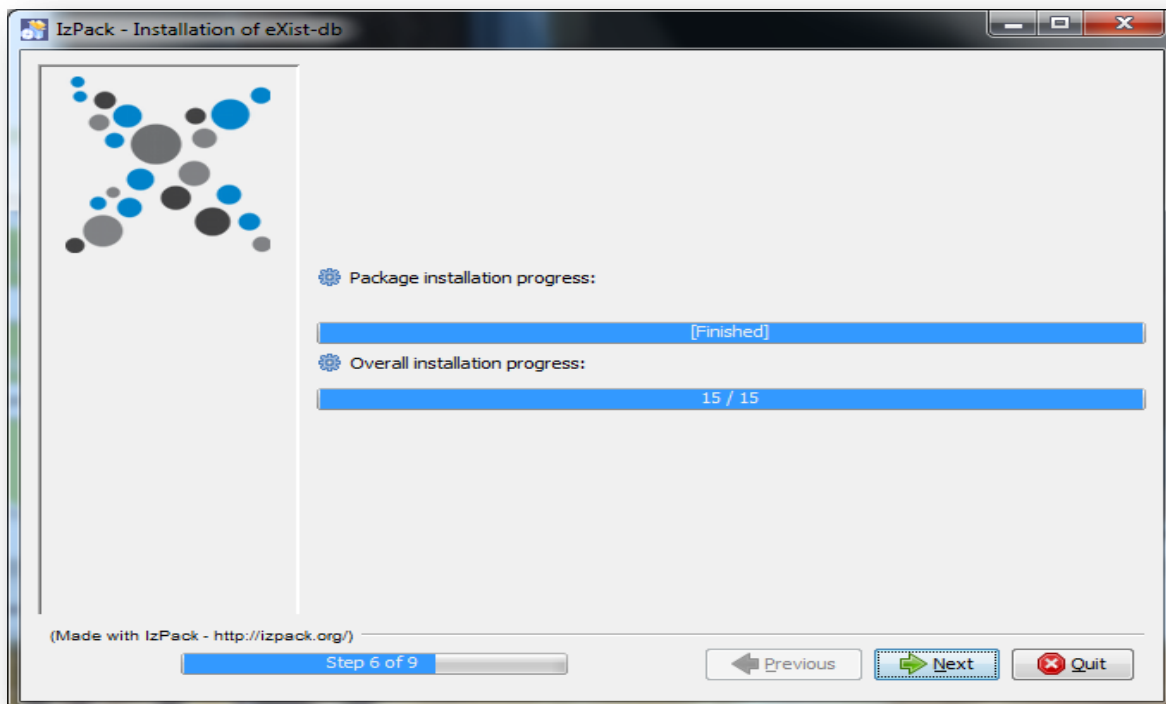 IzPack - Installation of eXist-db
Package installation progress:
[Finished]
Overall installation progress:
15 / 15
(Made with IzPack - http://izpack.org/)
Step 6 of 9
Previous
Next
Quit